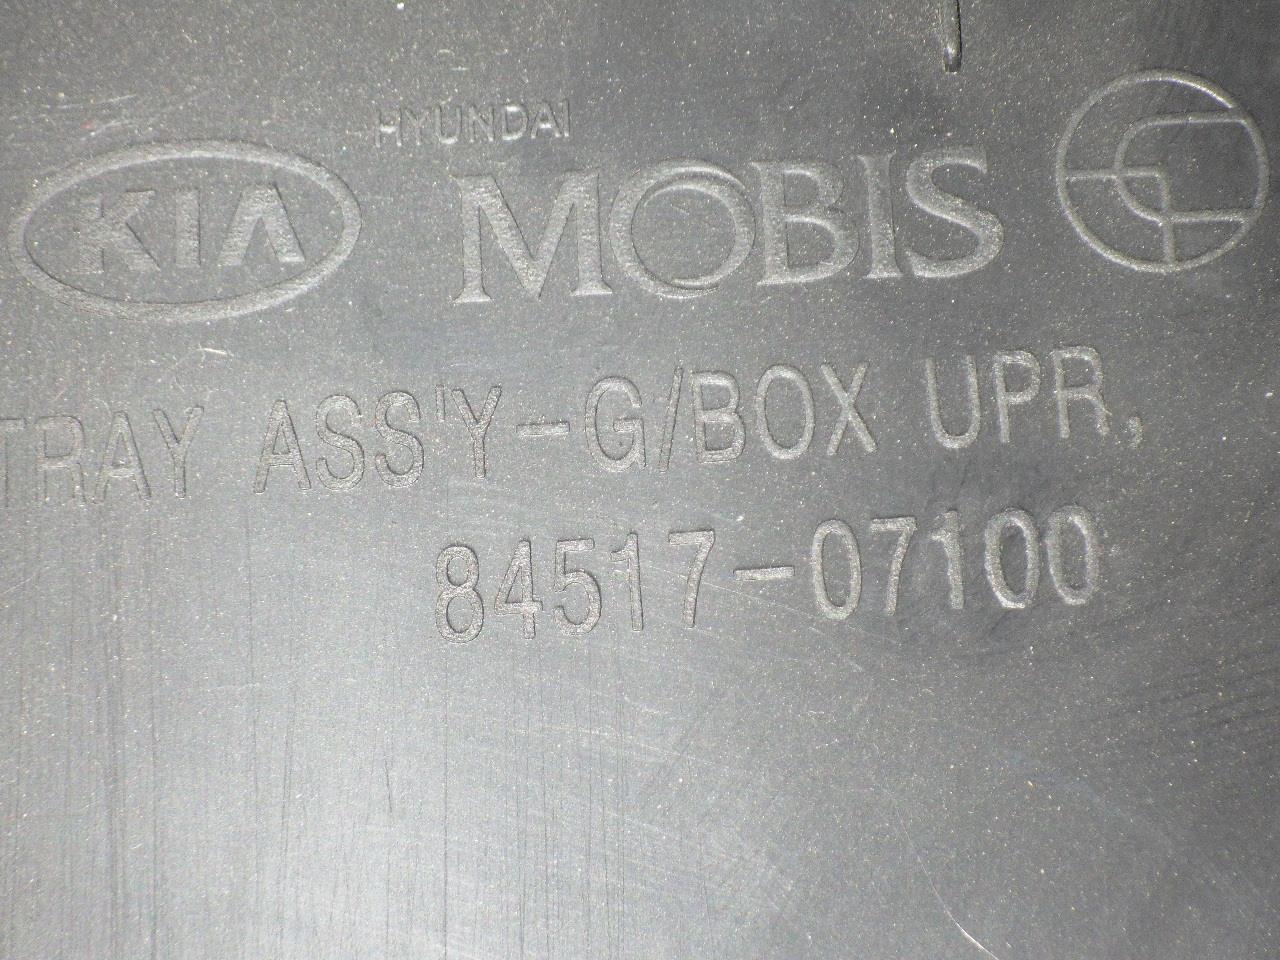 KIA
HYUNDAI
MOBIS
TRAY ASS'Y-G/BOX UPR,
84517-07100